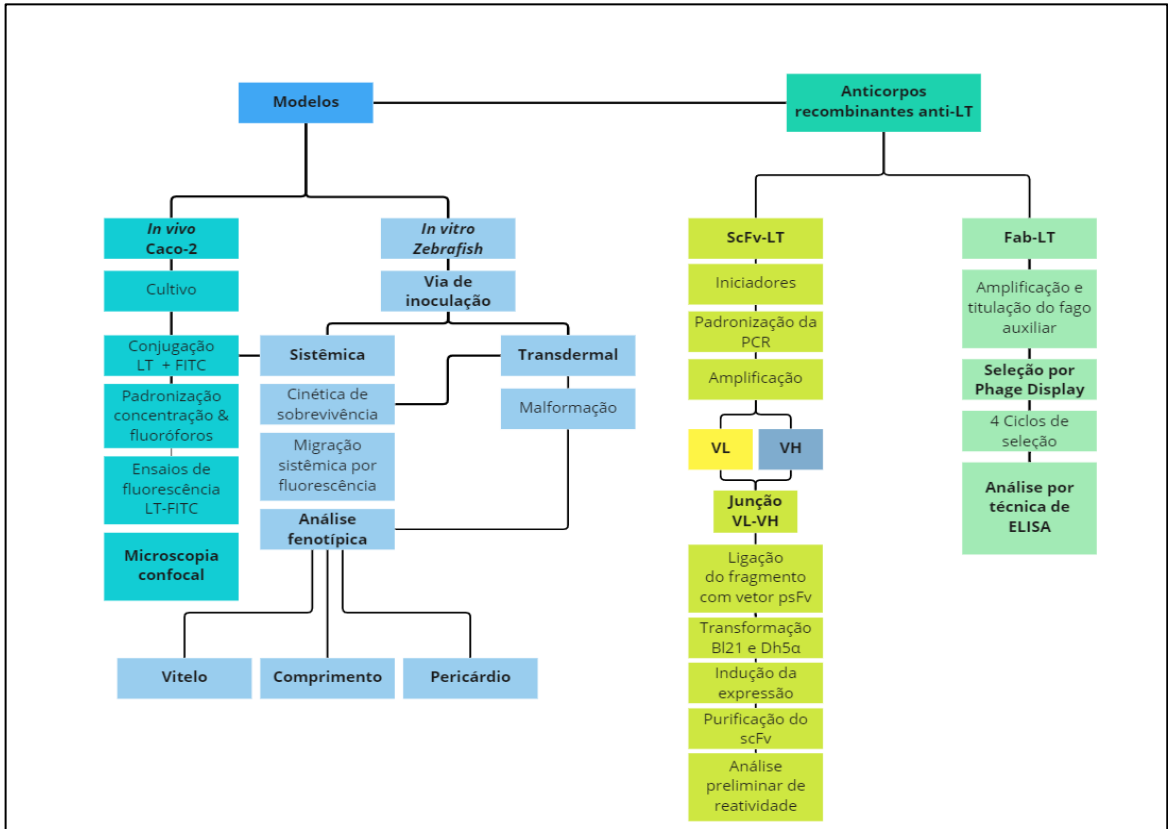 Modelos
Anticorpos
recombinantes anti-LT
In vivo
Caco-2
Cultivo
Conjugação
LT + FITC
Padronização
concentração &
fluoróforos
Ensaios de
fluorescência
LT-FITC
Microscopia
confocal
In vitro
Zebrafish
Via de
inoculação
Sistêmica
Cinética de
sobrevivência
Migração
sistêmica por
fluorescência
Análise
fenotípica
Transdermal
Malformação
Vitelo
Comprimento
Pericárdio
ScFv-LT
Iniciadores
Padronização da
PCR
Amplificação
VL
VH
Junção
VL-VH
Ligação
do fragmento
com vetor psFv
Transformação
Bl21 e Dh5α
Indução da
expressão
Purificação do
scFv
Análise
preliminar de
reatividade
Fab-LT
Amplificação e
titulação do fago
auxiliar
Seleção por
Phage Display
4 Ciclos de
seleção
Análise por
técnica de
ELISA